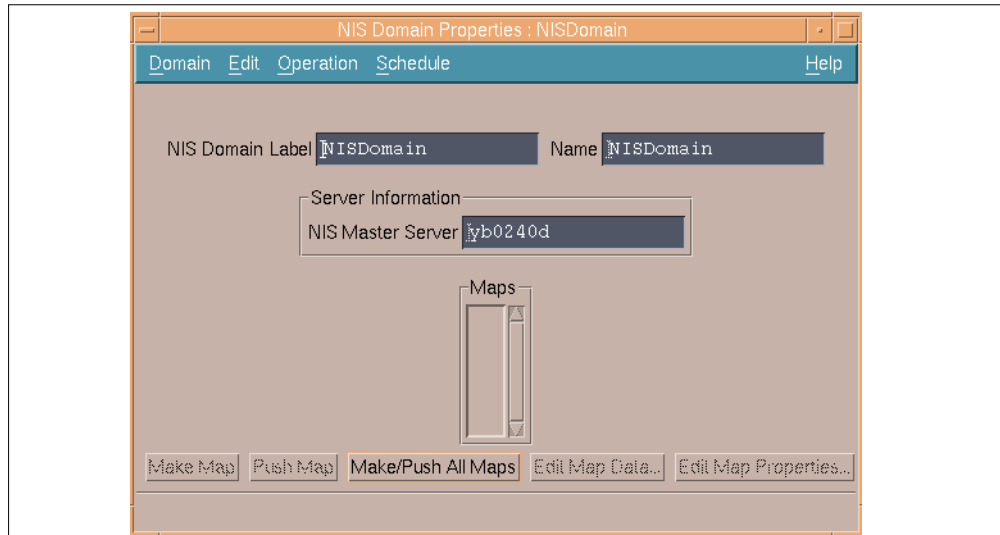 NIS Domain Properties : NISDomain
Domain Edit Operation Schedule Help
NIS Domain Label NISDomain Name NISDomain
Server Information
NIS Master Server yb0240d
Maps
Make Map Push Map Make/Push All Maps Edit Map Data... Edit Map Properties...